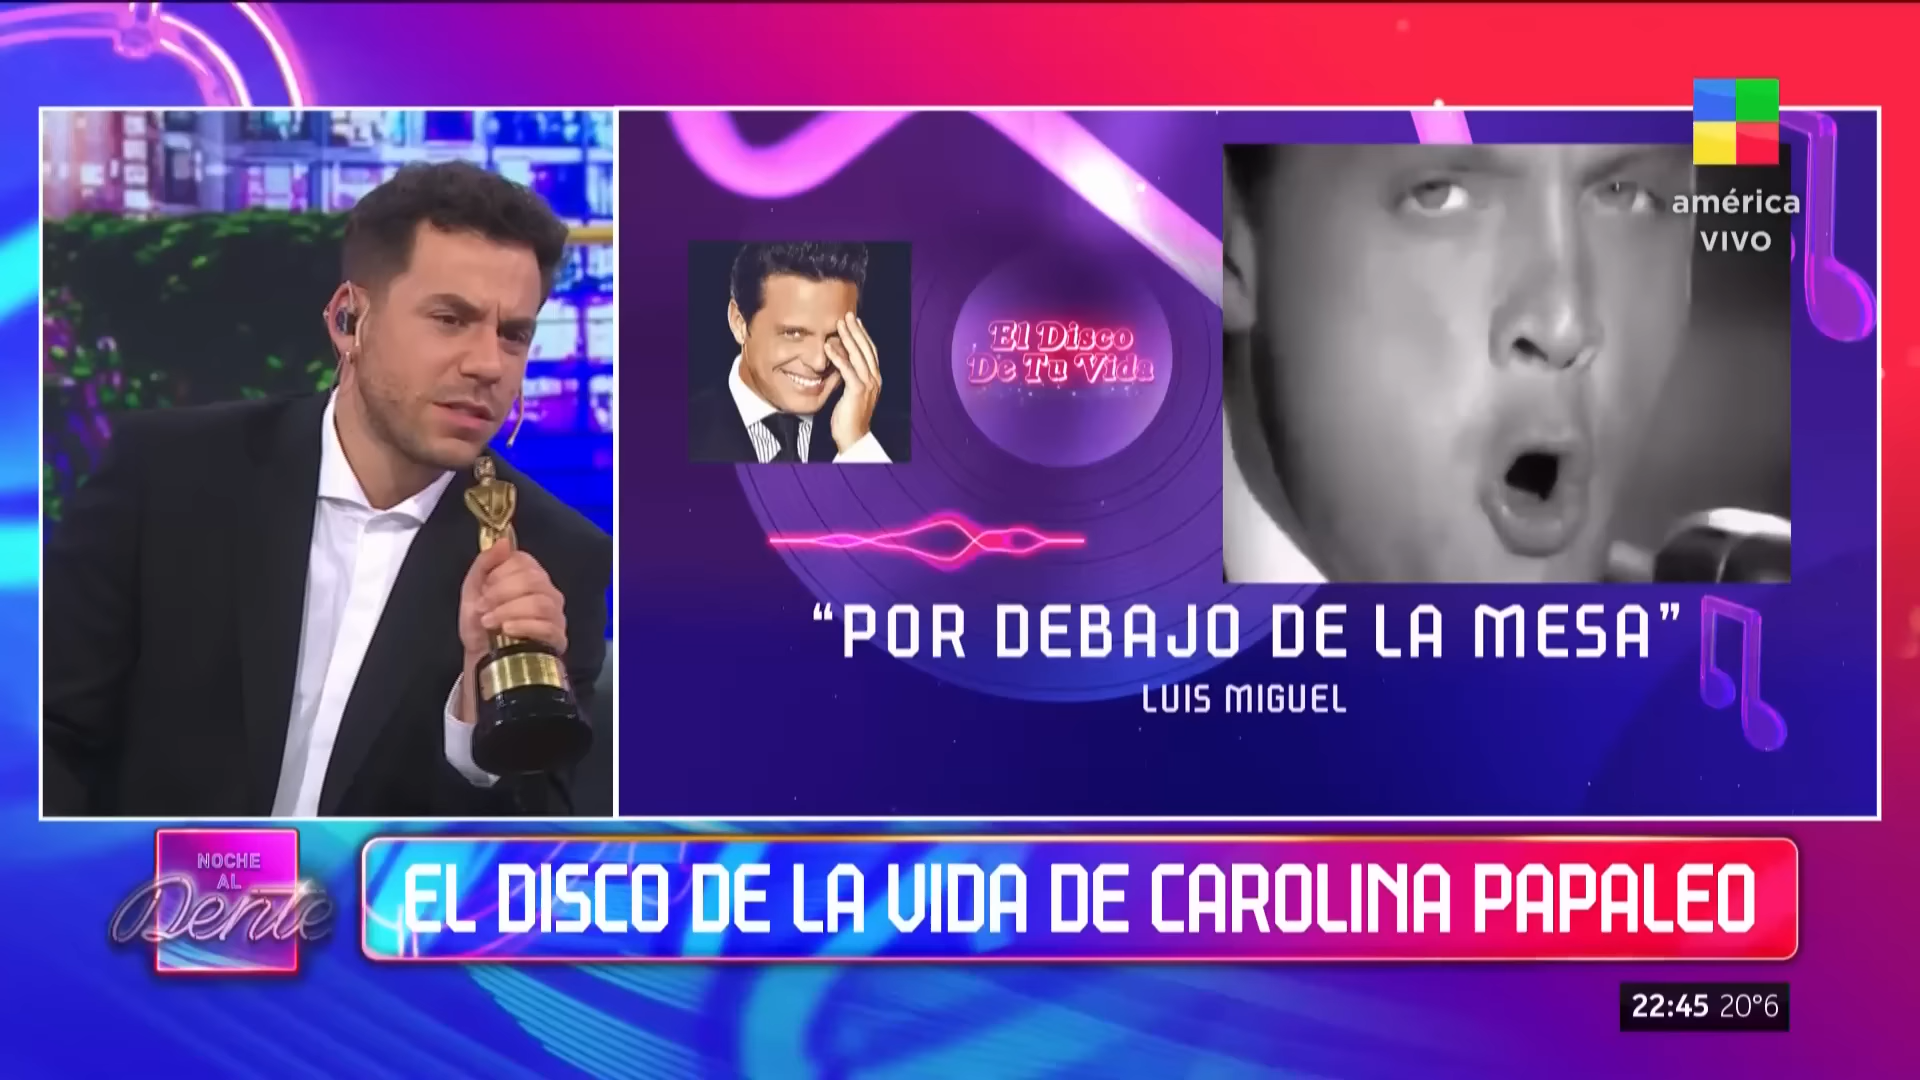 américa
VIVO
El Disco
De Tu Vida
“POR DEBAJO DE LA MESA”
LUIS MIGUEL
NOCHE
AL
Dente
EL DISCO DE LA VIDA DE CAROLINA PAPALEO
22:45 20°6